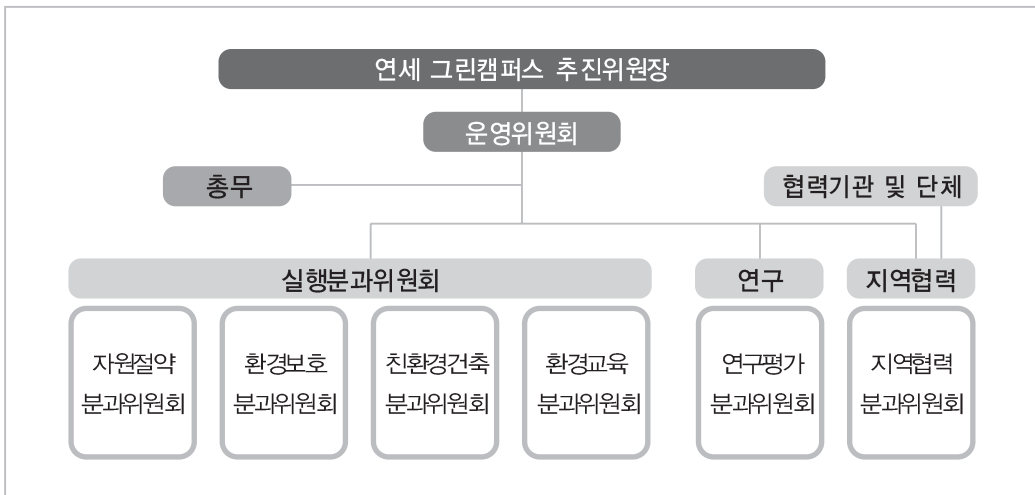 연세 그린캠퍼스 추진위원장
운영위원회
총무
협력기관 및 단체
실행분과위원회
연구
지역협력
자원절약
분과위원회
환경보호
분과위원회
친환경건축
분과위원회
환경교육
분과위원회
연구평가
분과위원회
지역협력
분과위원회